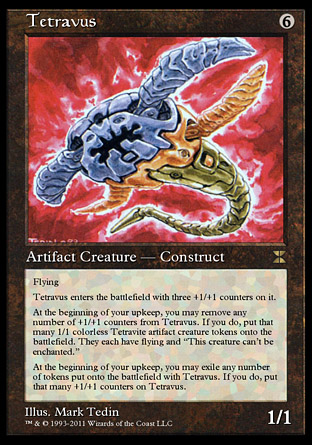 Tetravus 6
Artifact Creature — Construct
Flying
Tetravus enters the battlefield with three +1/+1 counters on it.
At the beginning of your upkeep, you may remove any
number of +1/+1 counters from Tetravus. If you do, put that
many 1/1 colorless Tetravite artifact creature tokens onto the
battlefield. They each have flying and “This creature can't be
enchanted.”
At the beginning of your upkeep, you may exile any number
of tokens put onto the battlefield with Tetravus. If you do, put
that many +1/+1 counters on Tetravus.
Illus. Mark Tedin
1/1
™ & © 1993-2011 Wizards of the Coast LLC